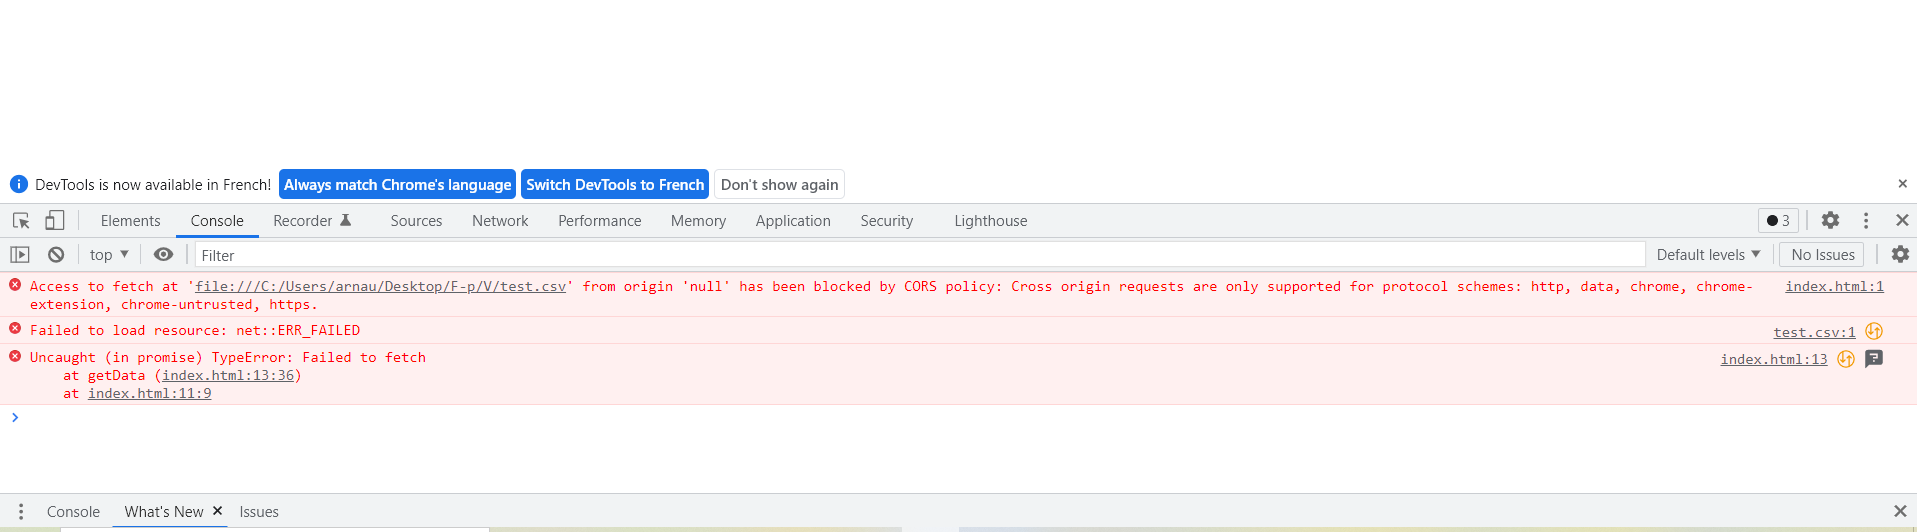 DevTools is now available in French! Always match Chrome's language Switch DevTools to French Don't show again
Elements Console Recorder Sources Network Performance Memory Application Security Lighthouse 3
top Filter Default levels No Issues
Access to fetch at 'file:///C:/Users/arnau/Desktop/F-p/V/test.csv' from origin 'null' has been blocked by CORS policy: Cross origin requests are only supported for protocol schemes: http, data, chrome, chrome- index.html:1
extension, chrome-untrusted, https.
Failed to load resource: net::ERR_FAILED test.csv:1
Uncaught (in promise) TypeError: Failed to fetch index.html:13
at getData (index.html:13:36)
at index.html:11:9
Console What's New Issues